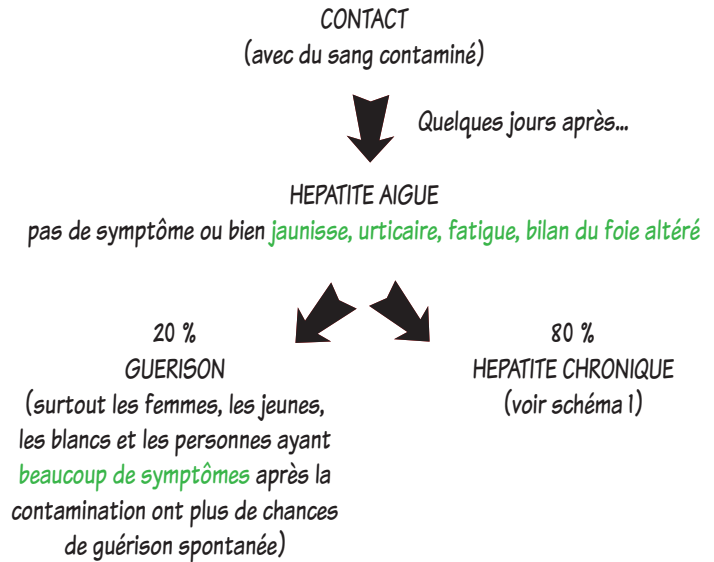 CONTACT
(avec du sang contaminé)
Quelques jours après...
HEPATITE AIGUE
pas de symptôme ou bien jaunisse, urticaire, fatigue, bilan du foie altéré
20 %
GUERISON
(surtout les femmes, les jeunes,
les blancs et les personnes ayant
beaucoup de symptômes après la
contamination ont plus de chances
de guérison spontanée)
80 %
HEPATITE CHRONIQUE
(voir schéma 1)